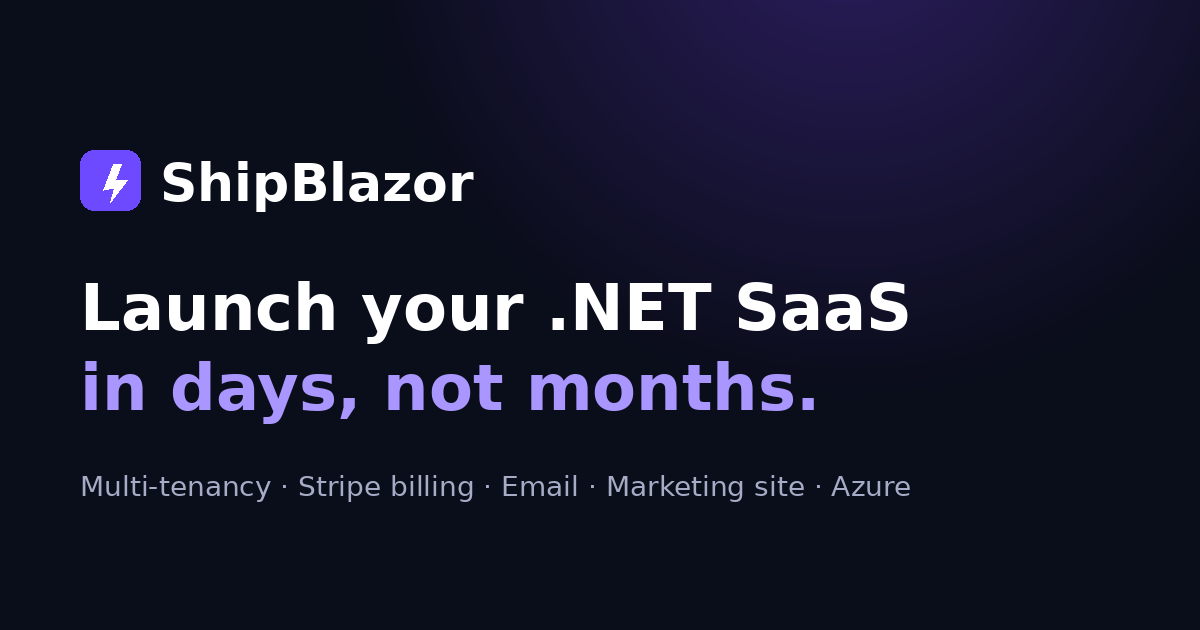 ShipBlazor
Launch your .NET SaaS
in days, not months.
Multi-tenancy · Stripe billing · Email · Marketing site · Azure